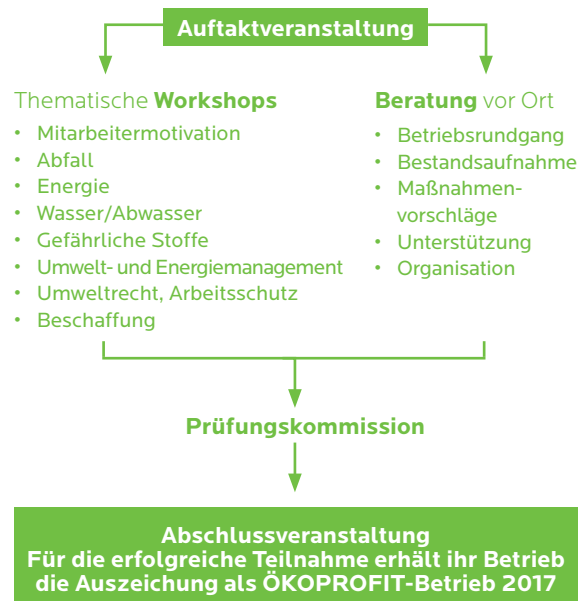 Auftaktveranstaltung
Thematische Workshops
• Mitarbeitermotivation
• Abfall
• Energie
• Wasser/Abwasser
• Gefährliche Stoffe
• Umwelt- und Energiemanagement
• Umweltrecht, Arbeitsschutz
• Beschaffung
Beratung vor Ort
• Betriebsrundgang
• Bestandsaufnahme
• Maßnahmen-
vorschläge
• Unterstützung
• Organisation
Prüfungskommission
Abschlussveranstaltung
Für die erfolgreiche Teilnahme erhält ihr Betrieb
die Auszeichung als ÖKOPROFIT-Betrieb 2017